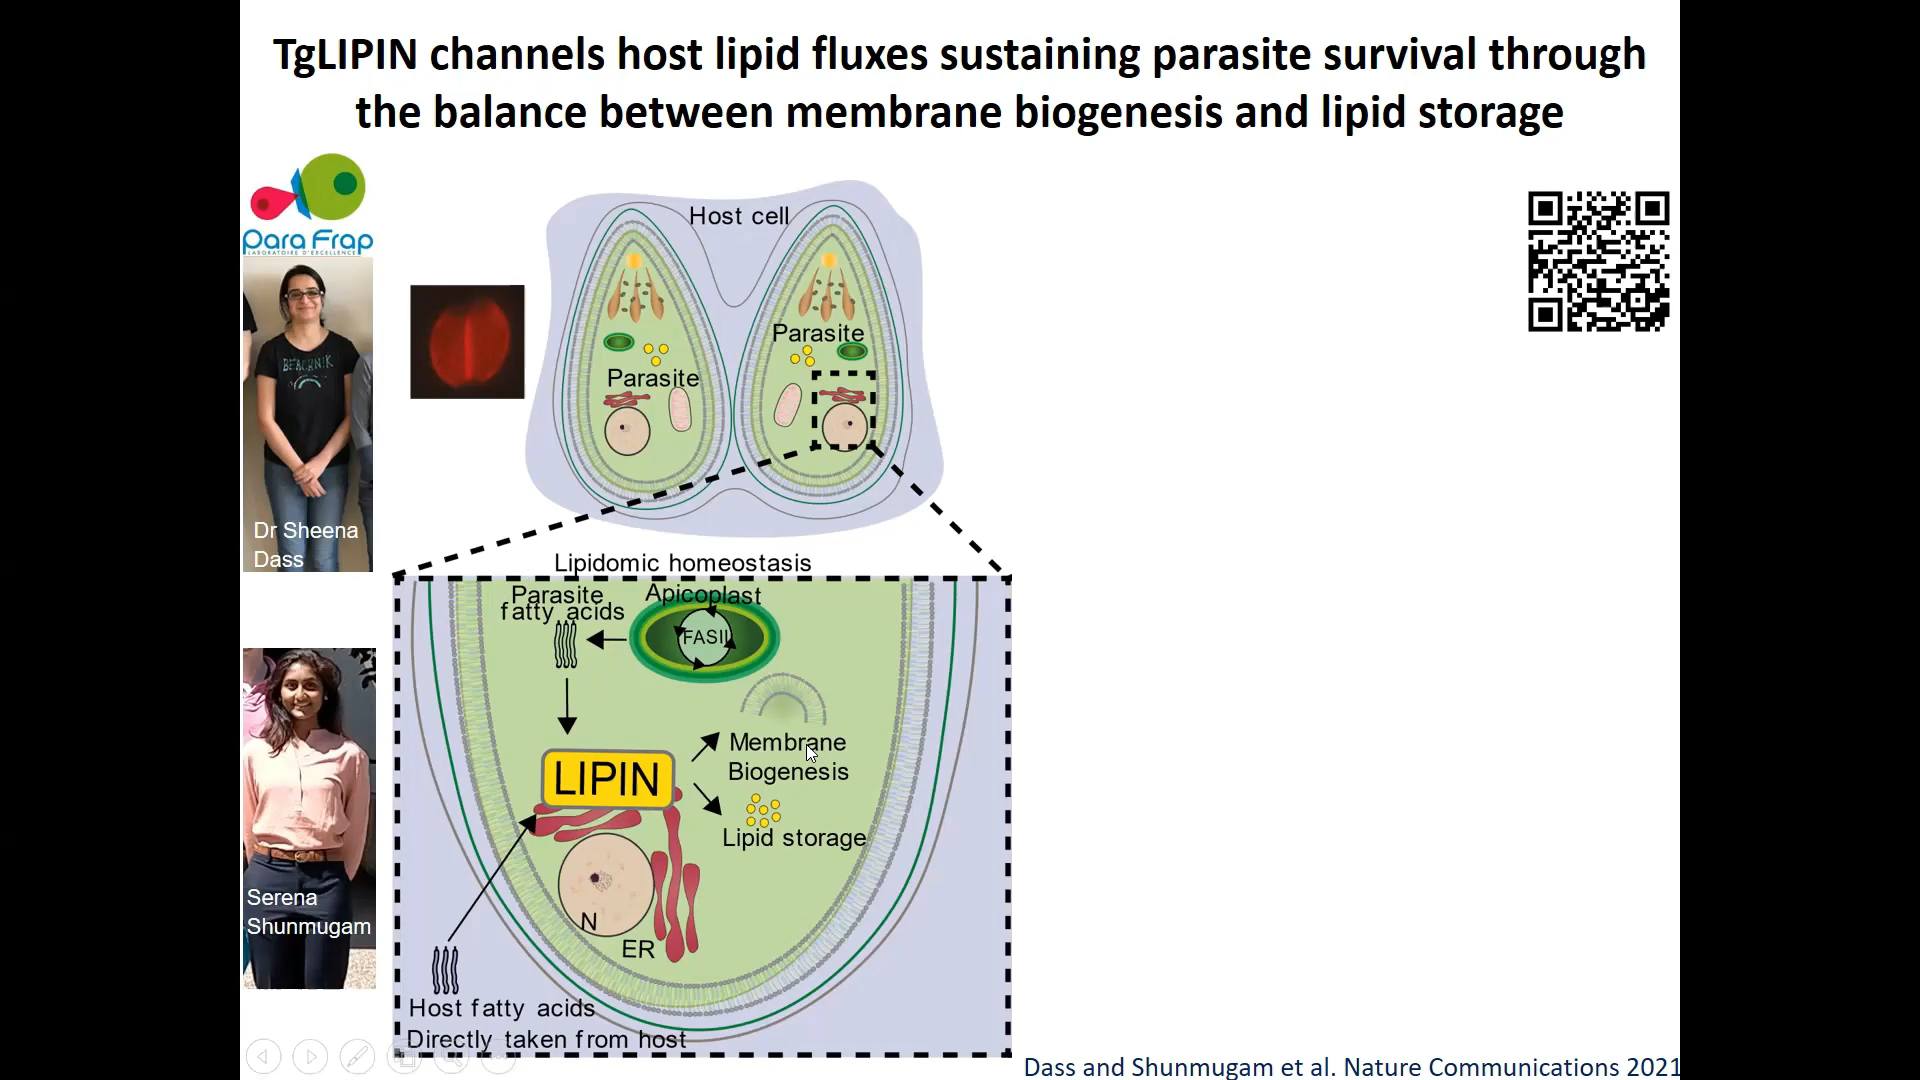 TgLIPIN channels host lipid fluxes sustaining parasite survival through
the balance between membrane biogenesis and lipid storage
Para Frap
LABORATOIRE D'EXCELLENCE
Host cell
Parasite
Parasite
Dr Sheena
Dass
Lipidomic homeostasis
Parasite
fatty acids
Apicoplast
FASII
LIPIN
Membrane
Biogenesis
Lipid storage
N
ER
Serena
Shunmugam
Host fatty acids
Directly taken from host
Dass and Shunmugam et al. Nature Communications 2021